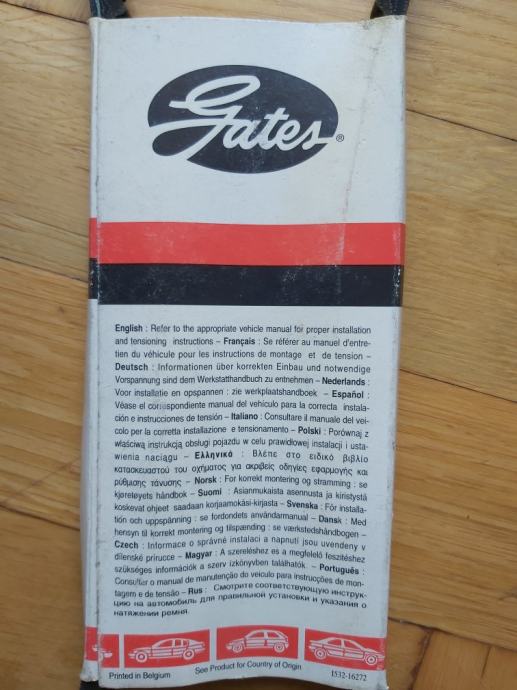 Gates®
English : Refer to the appropriate vehicle manual for proper installation
and tensioning instructions – Français : Se référer au manuel d'entre-
tien du véhicule pour les instructions de montage et de tension –
Deutsch : Informationen über korrekten Einbau und notwendige
Vorspannung sind dem Werkstatthandbuch zu entnehmen – Nederlands :
Voor installatie en opspannen : zie werkplaatshandboek – Español :
Véase el correspondiente manual del vehículo para la correcta instala-
ción e instrucciones de tensión – Italiano : Consultare il manuale del vei-
colo per la corretta installazione e tensionamento – Polski : Porównaj z
właściwą instrukcją obsługi pojazdu w celu prawidłowej instalacji i usta-
wienia naciągu – Ελληνικά : Βλέπε στο ειδικό βιβλίο
κατασκευαστού του οχήματος για ακριβείς οδηγίες εφαρμογής και
ρύθμισης τάνυσης – Norsk : For korrekt montering og stramming : se
kjøretøyets håndbok – Suomi : Asianmukaista asennusta ja kiristystä
koskevat ohjeet saadaan korjaamokäsi-kirjasta – Svenska : För installa-
tion och uppspänning : se fordondets användarmanual – Dansk : Med
hensyn til korrekt montering og tilspænding : se værkstedshåndbogen –
Czech : Informace o správné instalaci a napnutí jsou uvendeny v
dílenské prírucce – Magyar : A szereléshez és a megfelelő feszítéshez
szükséges információk a szerv ízkönyvben találhatók. – Português :
Consulter o manual de manutenção do veiculo para instrucções de mon-
tagem e de tensão – Rus : Смотрите соответствующую инструк-
цию на автомобиль для правильной установки и указания о
натяжении ремня.
Printed in Belgium
See Product for Country of Origin
I532-16272